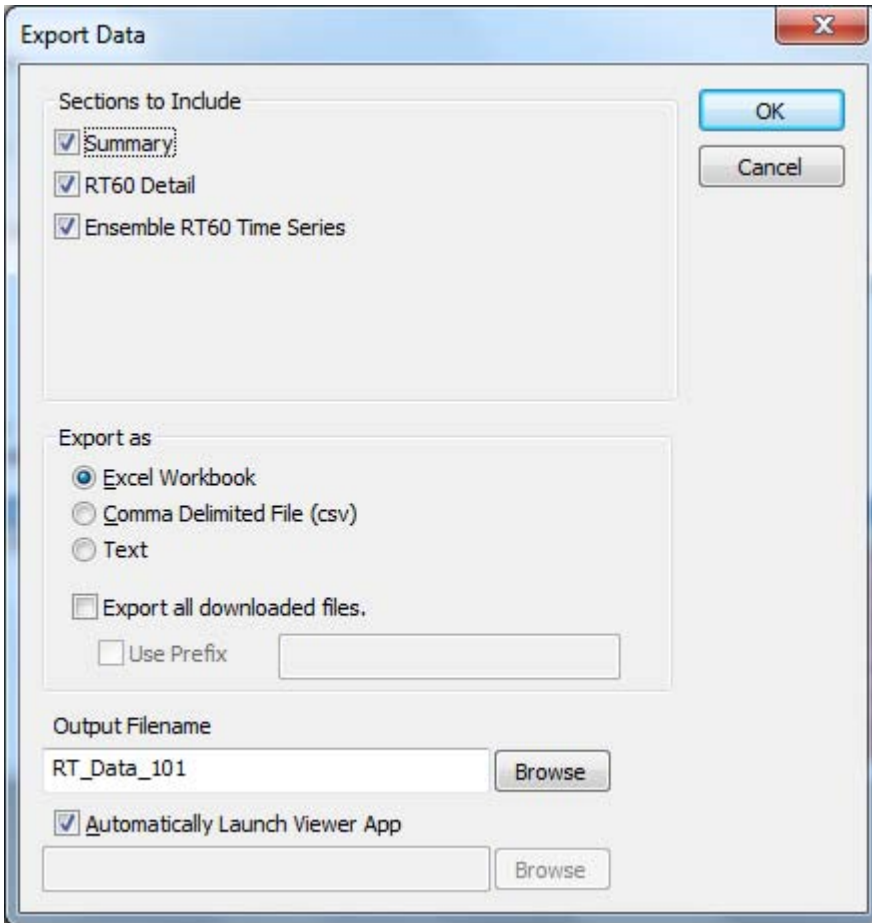 Export Data
Sections to Include
Summary
RT60 Detail
Ensemble RT60 Time Series
OK
Cancel
Export as
Excel Workbook
Comma Delimited File (csv)
Text
Export all downloaded files.
Use Prefix
Output Filename
RT_Data_101
Browse
Automatically Launch Viewer App
Browse